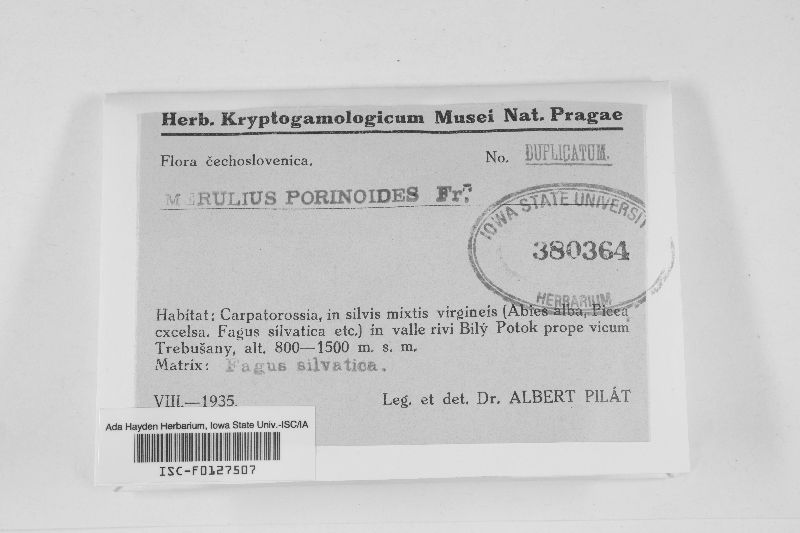 Herb. Kryptogamologicum Musei Nat. Pragae
Flora čechoslovenica.
No. DUPLICATUM.
MERULIUS PORINOIDES Fr.
IOWA STATE UNIVERSITY
380364
HERBARIUM
Habitat: Carpatorossia, in silvis mixtis virgineis (Abies alba, Picea
excelsa. Fagus silvatica etc.) in valle rivi Bilý Potok prope vicum
Trebušany, alt. 800—1500 m. s. m.
Matrix: Fagus silvatica.
VIII.—1935.
Leg. et det. Dr. ALBERT PILÁT
Ada Hayden Herbarium, Iowa State Univ.-ISC/IA
ISC-F0127507